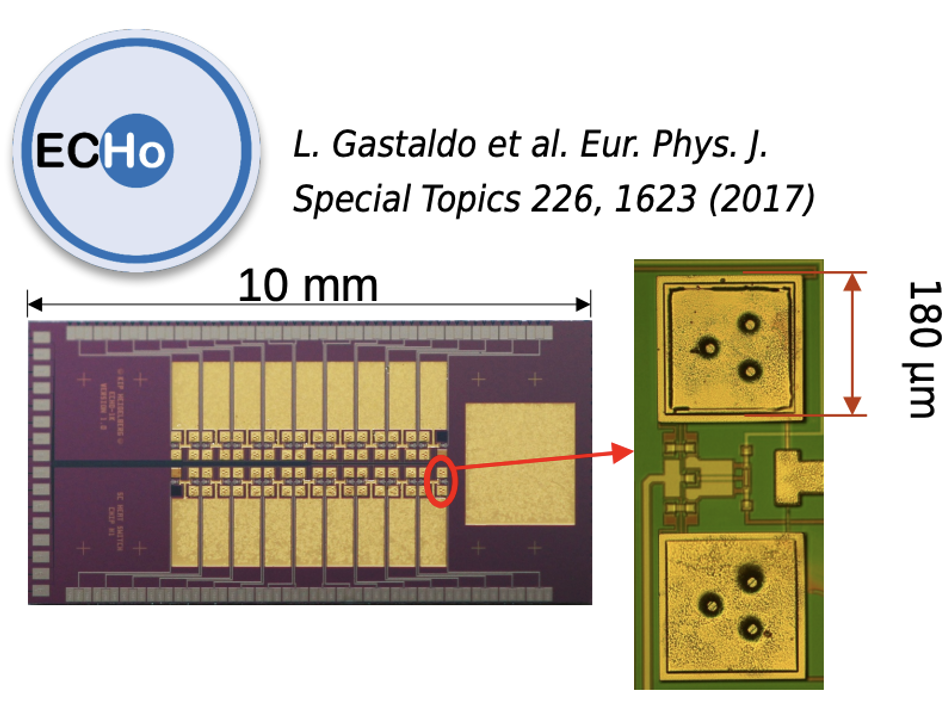 ECHo
L. Gastaldo et al. Eur. Phys. J.
Special Topics 226, 1623 (2017)
10 mm
180 µm